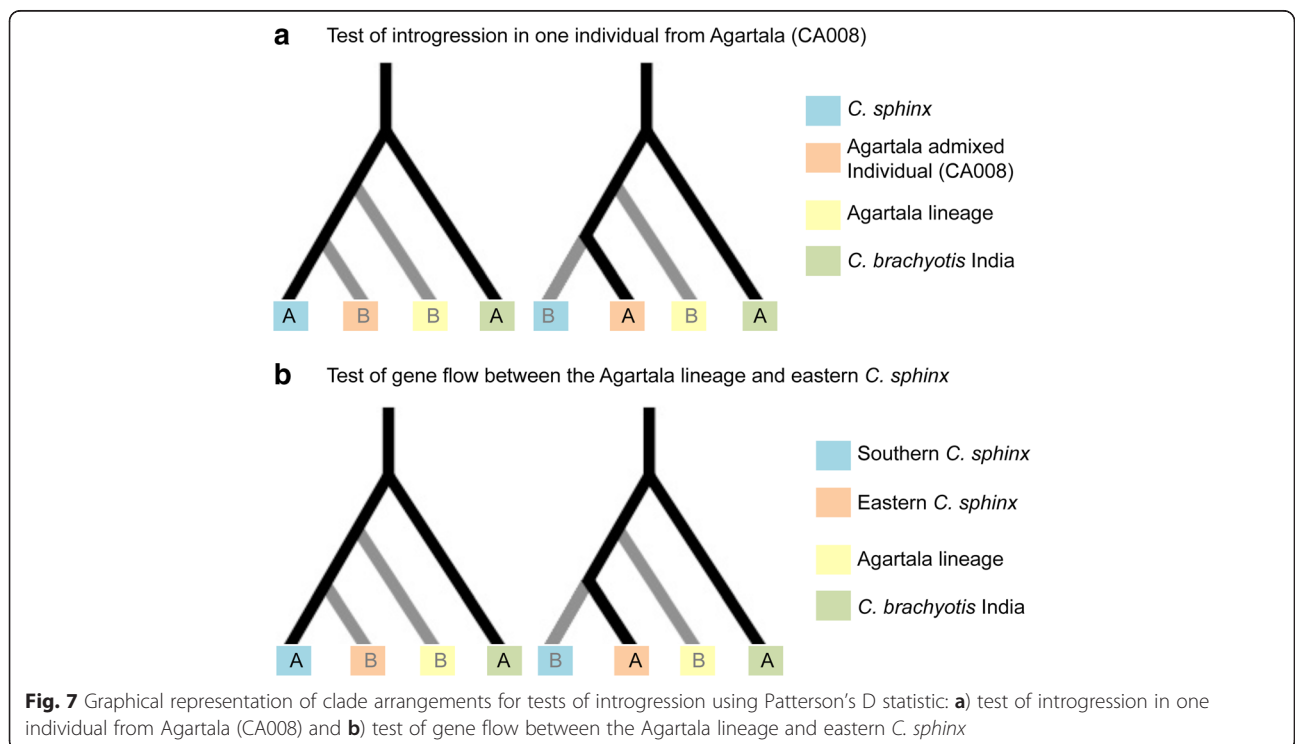 a Test of introgression in one individual from Agartala (CA008)
C. sphinx
Agartala admixed
Individual (CA008)
Agartala lineage
C. brachyotis India
A B B A B A B A
b Test of gene flow between the Agartala lineage and eastern C. sphinx
Southern C. sphinx
Eastern C. sphinx
Agartala lineage
C. brachyotis India
A B B A B A B A
Fig. 7 Graphical representation of clade arrangements for tests of introgression using Patterson's D statistic: a) test of introgression in one
individual from Agartala (CA008) and b) test of gene flow between the Agartala lineage and eastern C. sphinx